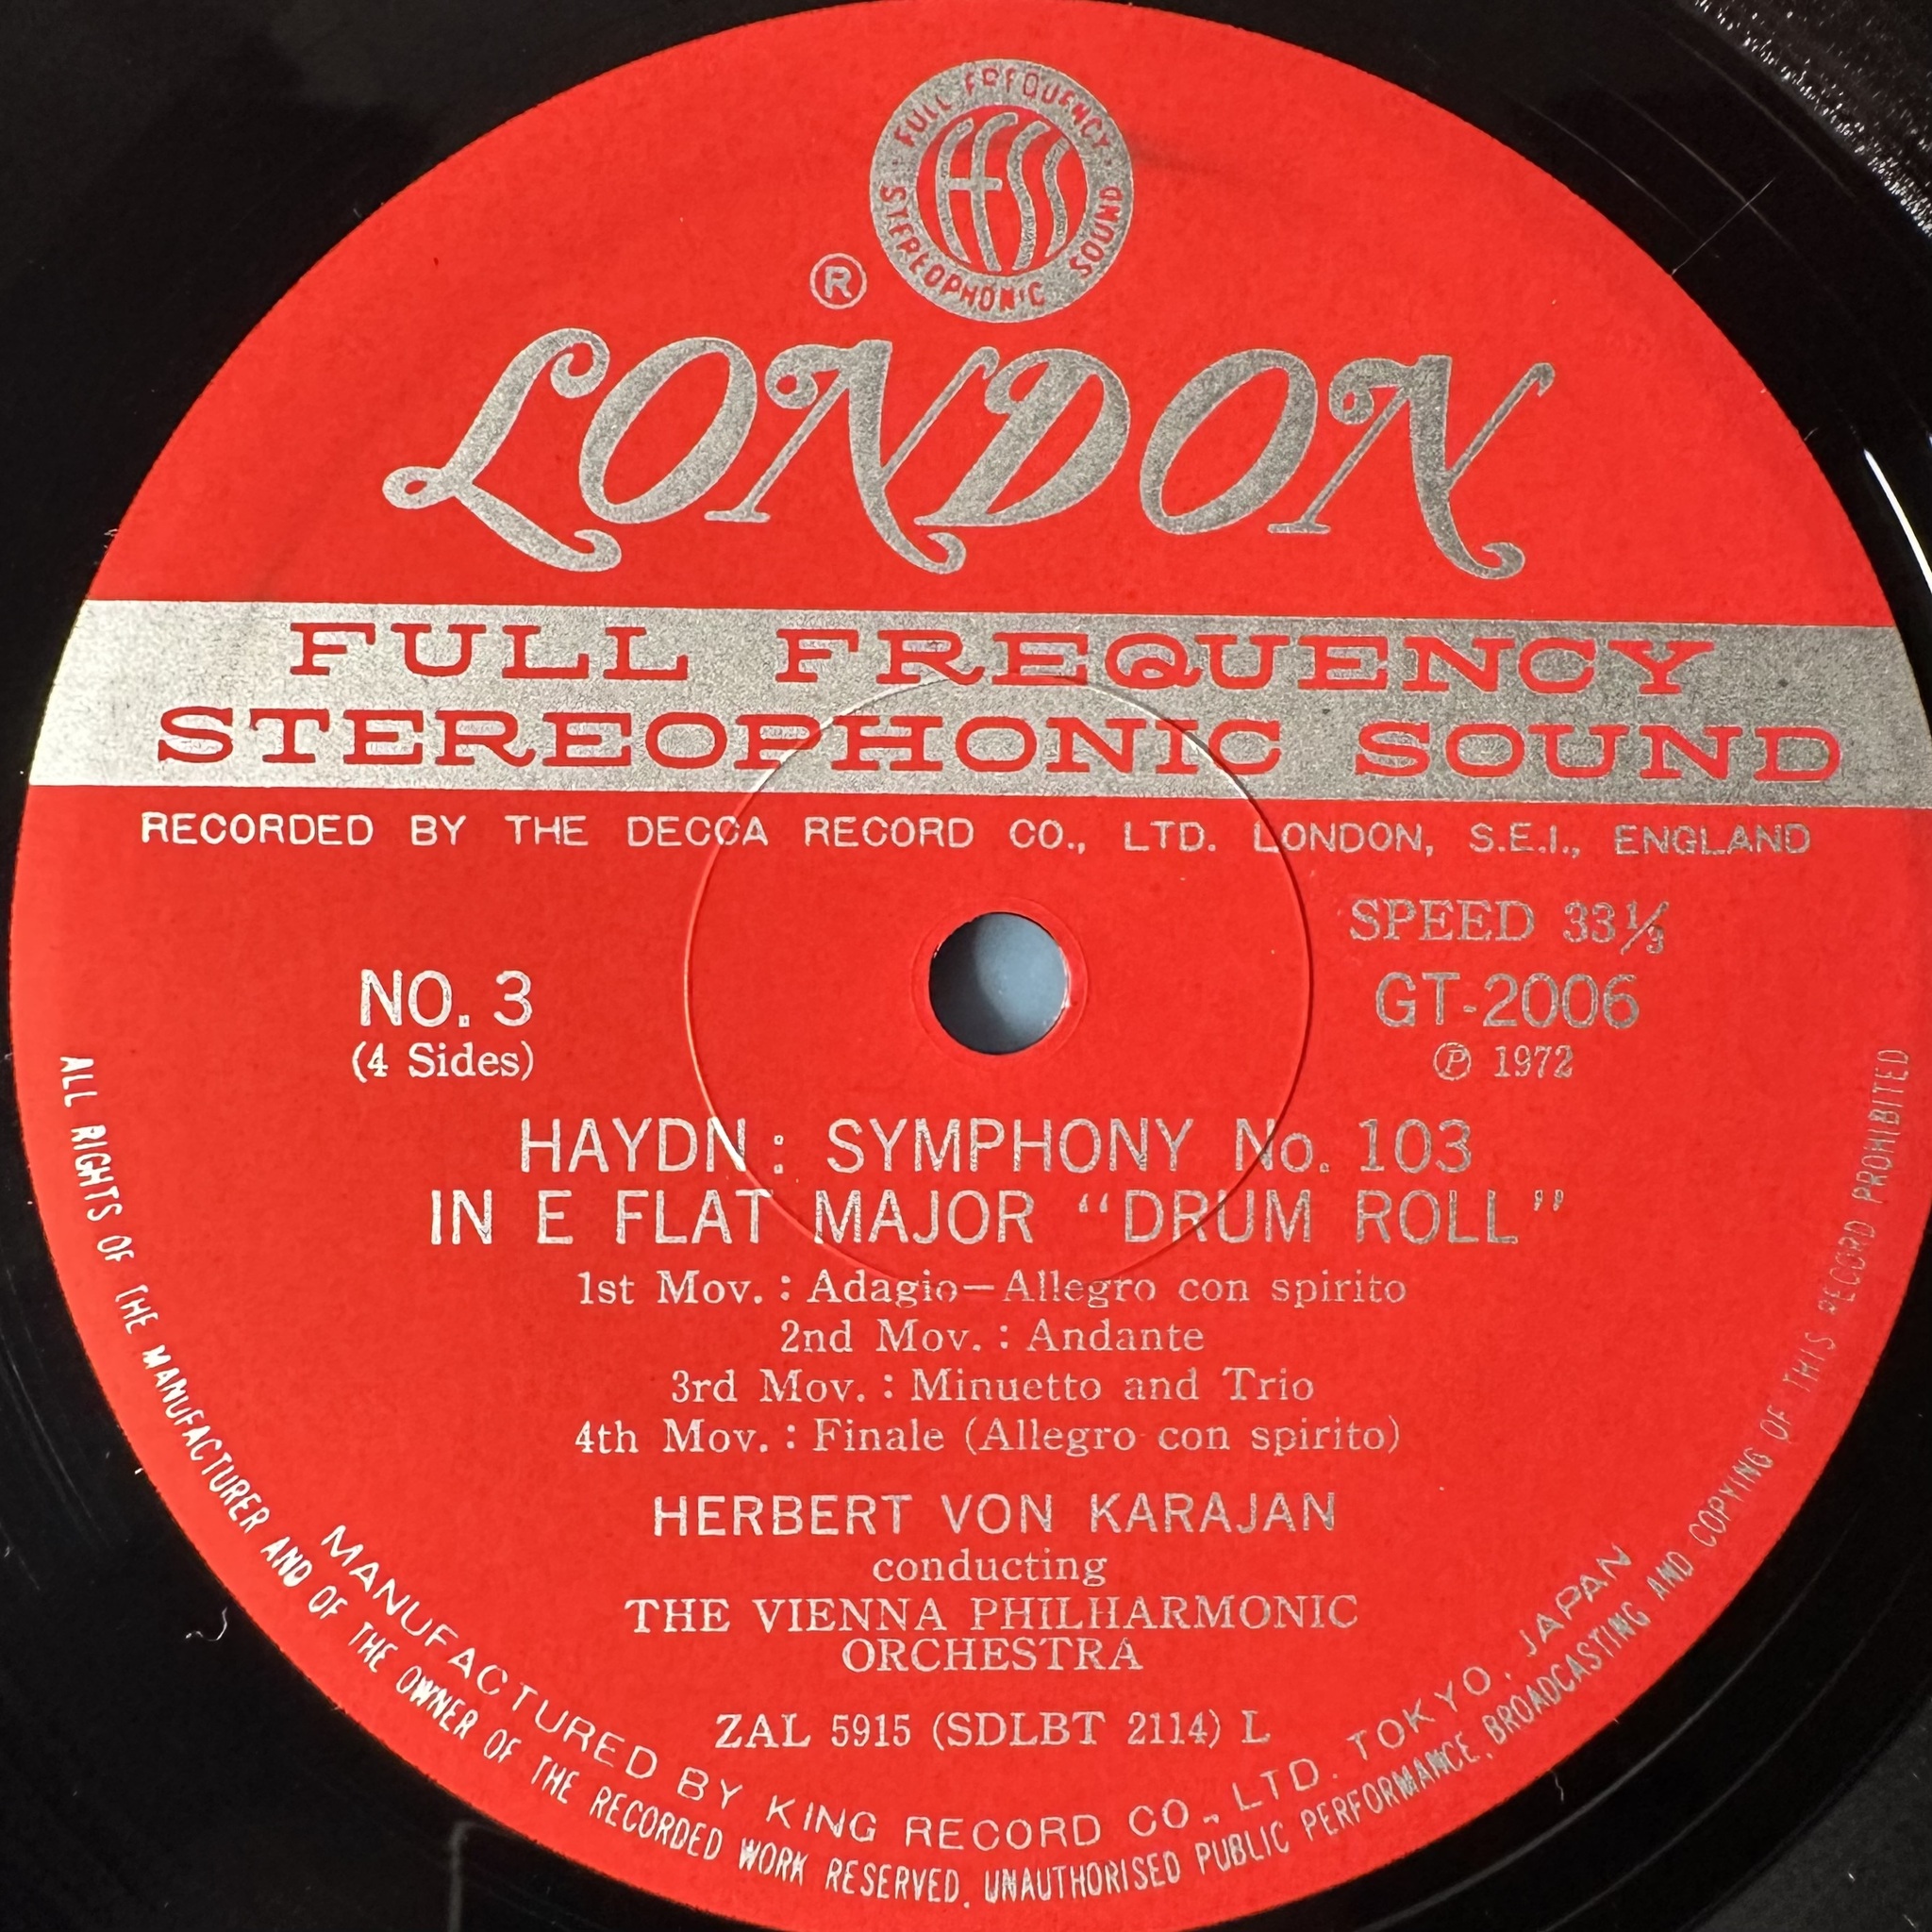 FULL FREQUENCY
STEREOPHONIC SOUND
ffss
®
LONDON
FULL FREQUENCY
STEREOPHONIC SOUND
RECORDED BY THE DECCA RECORD CO., LTD. LONDON, S.E.I., ENGLAND
SPEED 33⅓
NO. 3
GT-2006
(4 Sides)
℗ 1972
HAYDN : SYMPHONY No. 103
IN E FLAT MAJOR “DRUM ROLL”
1st Mov. : Adagio—Allegro con spirito
2nd Mov. : Andante
3rd Mov. : Minuetto and Trio
4th Mov. : Finale (Allegro con spirito)
HERBERT VON KARAJAN
conducting
THE VIENNA PHILHARMONIC
ORCHESTRA
ZAL 5915 (SDLBT 2114) L
MANUFACTURED BY KING RECORD CO., LTD. TOKYO, JAPAN
ALL RIGHTS OF THE MANUFACTURER AND OF THE OWNER OF THE RECORDED WORK RESERVED. UNAUTHORISED PUBLIC PERFORMANCE, BROADCASTING AND COPYING OF THIS RECORD PROHIBITED